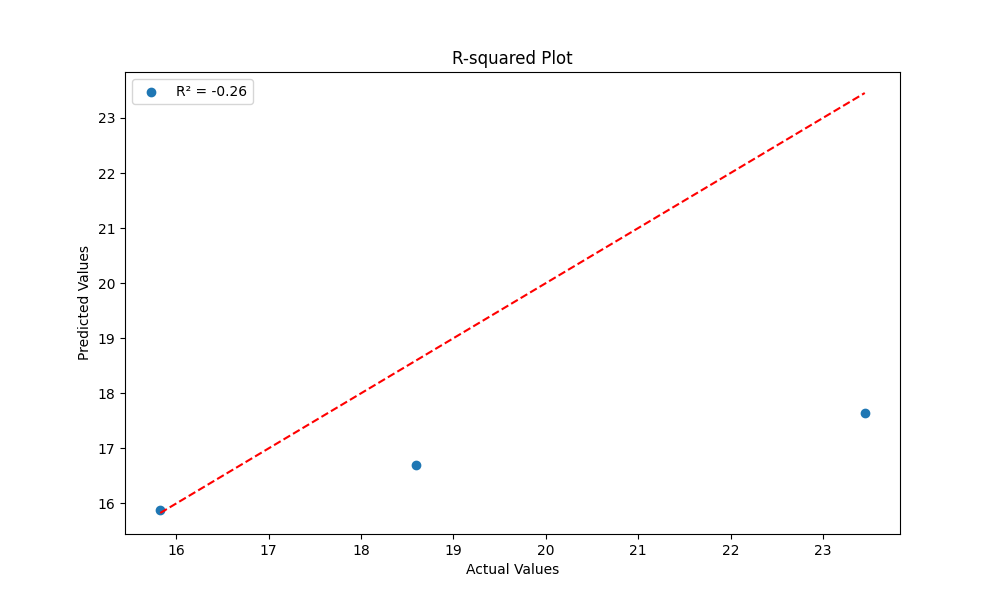 R-squared Plot
R² = -0.26
23
22
21
20
19
18
17
16
Predicted Values
16 17 18 19 20 21 22 23
Actual Values